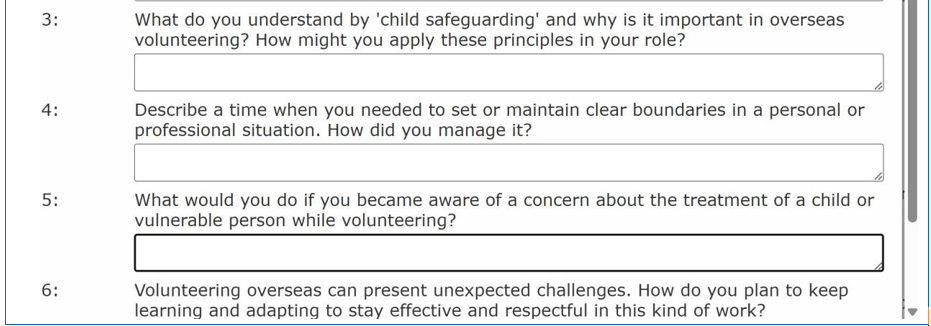 3:
What do you understand by 'child safeguarding' and why is it important in overseas
volunteering? How might you apply these principles in your role?
4:
Describe a time when you needed to set or maintain clear boundaries in a personal or
professional situation. How did you manage it?
5:
What would you do if you became aware of a concern about the treatment of a child or
vulnerable person while volunteering?
6:
Volunteering overseas can present unexpected challenges. How do you plan to keep
learning and adapting to stay effective and respectful in this kind of work?